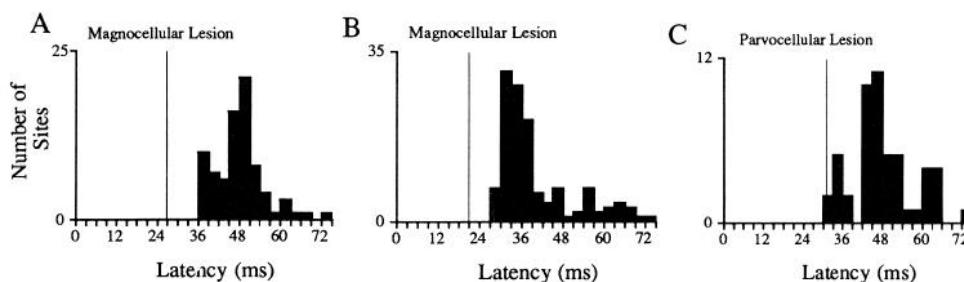 A
Magnocellular Lesion
25
0
Number of
Sites
0 12 24 36 48 60 72
Latency (ms)
B
Magnocellular Lesion
35
0
0 12 24 36 48 60 72
Latency (ms)
C
Parvocellular Lesion
12
0
0 12 24 36 48 60 72
Latency (ms)